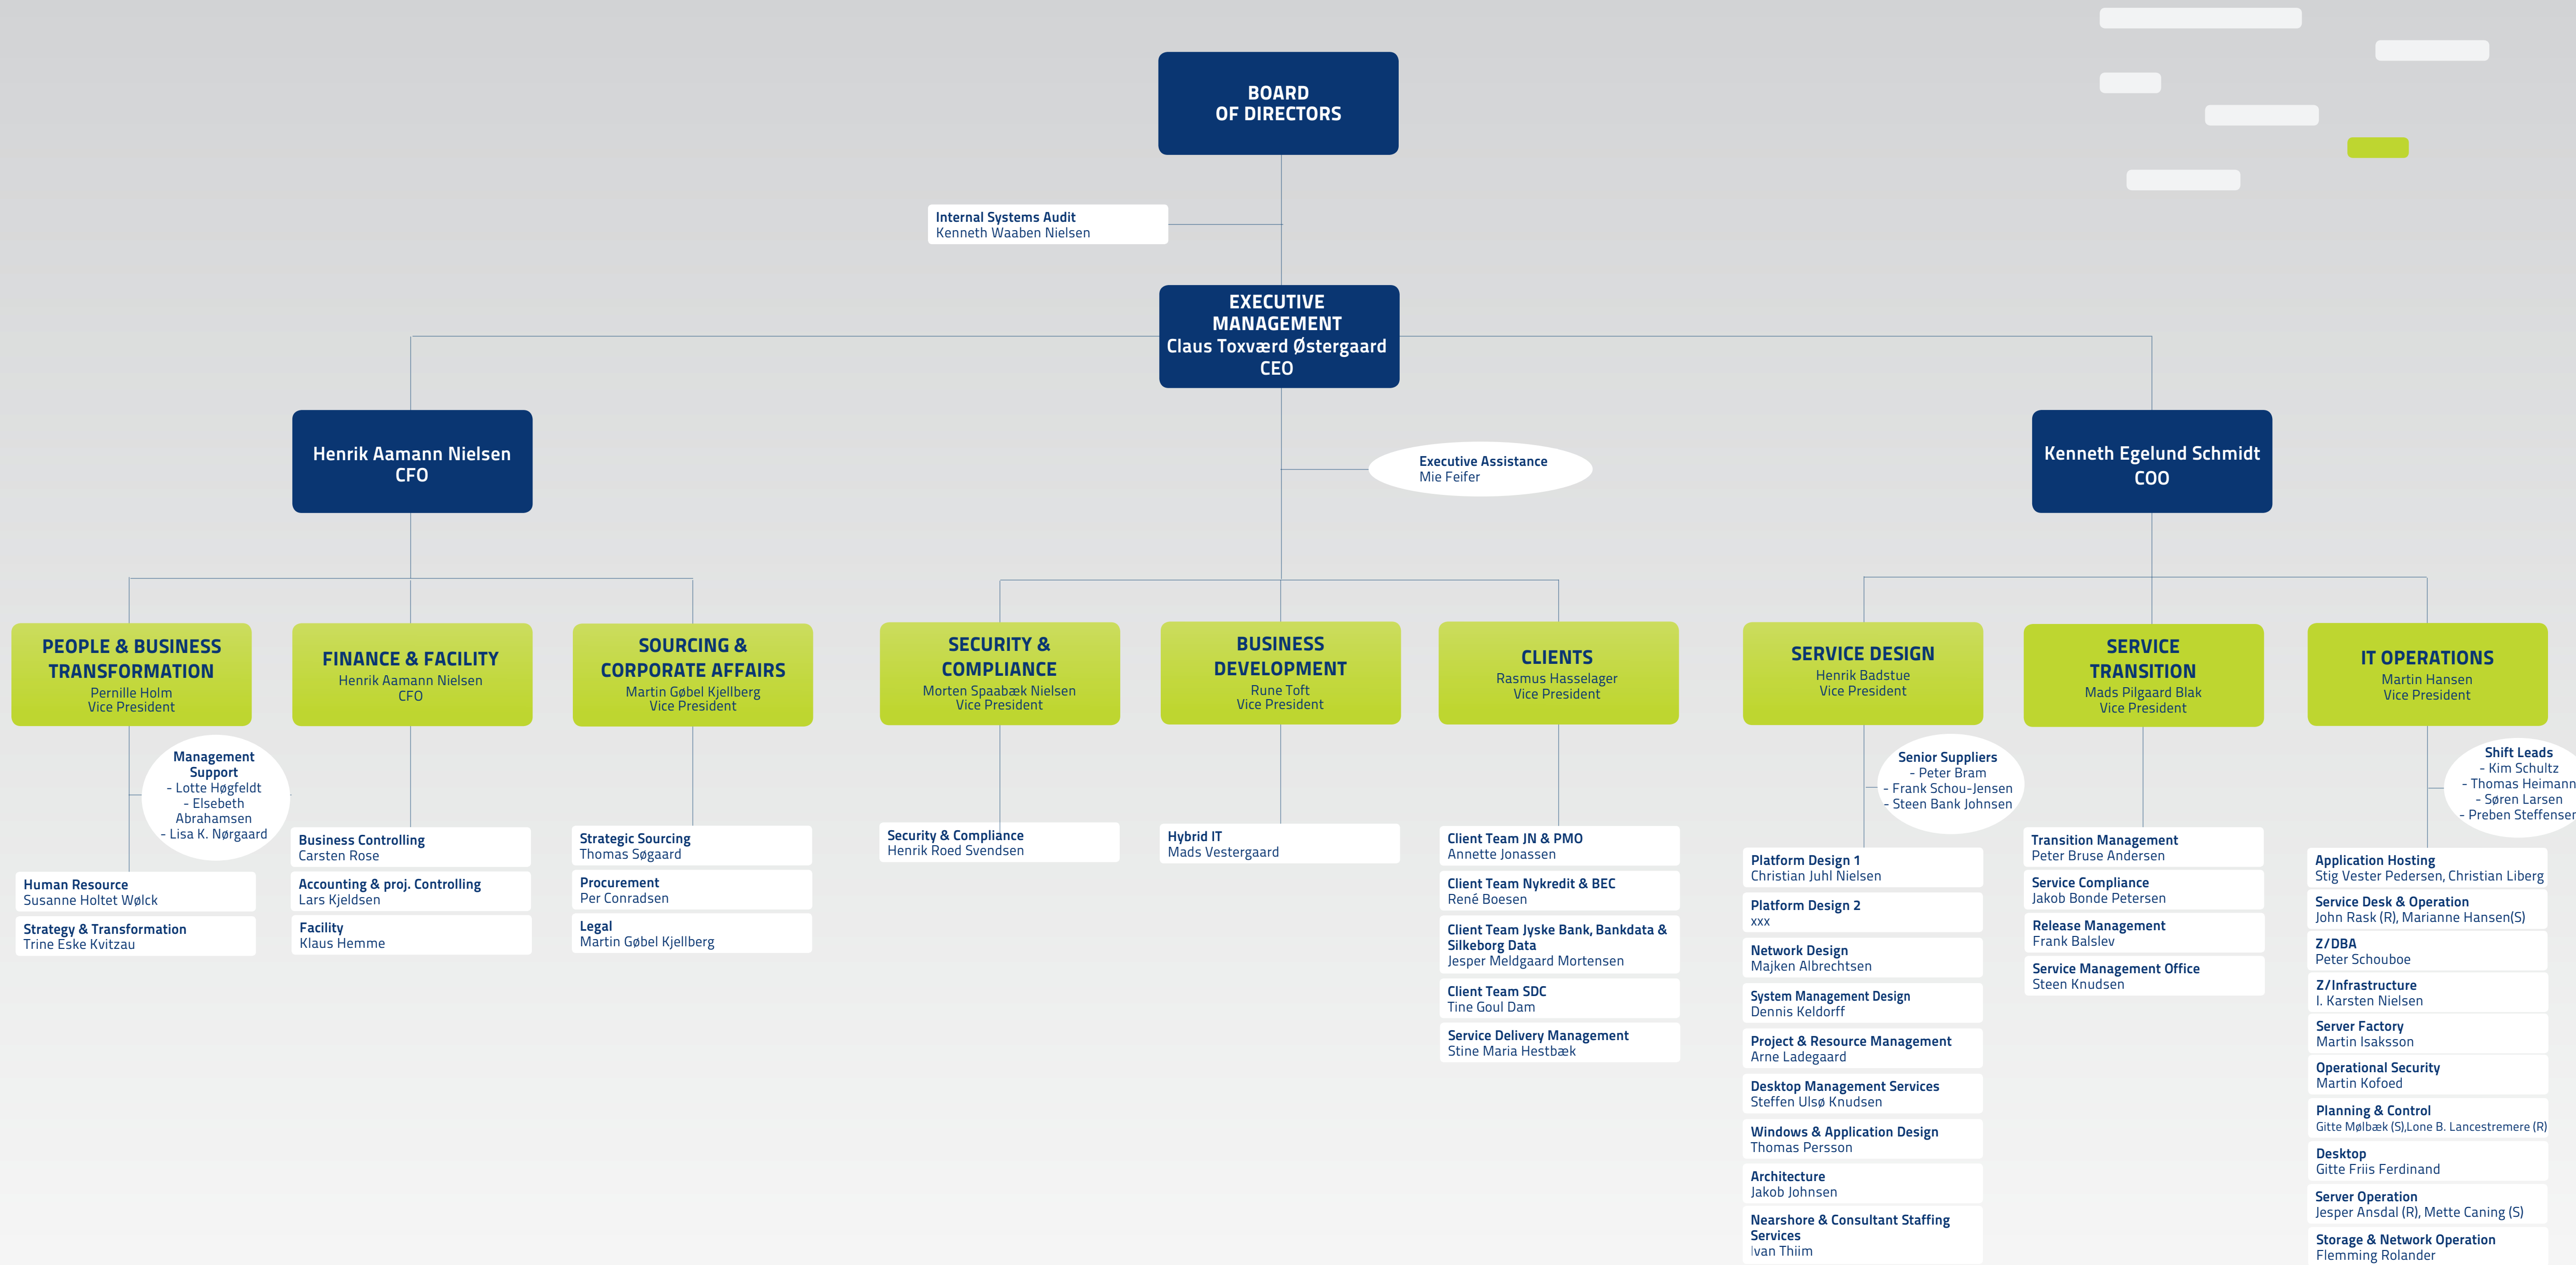 BOARD
OF DIRECTORS
Internal Systems Audit
Kenneth Waaben Nielsen
EXECUTIVE
MANAGEMENT
Claus Toxværd Østergaard
CEO
Henrik Aamann Nielsen
CFO
Executive Assistance
Mie Feifer
Kenneth Egelund Schmidt
COO
PEOPLE & BUSINESS
TRANSFORMATION
Pernille Holm
Vice President
Management
Support
- Lotte Høgfeldt
- Elsebeth
Abrahamsen
- Lisa K. Nørgaard
Human Resource
Susanne Holtet Wølck
Strategy & Transformation
Trine Eske Kvitzau
FINANCE & FACILITY
Henrik Aamann Nielsen
CFO
Business Controlling
Carsten Rose
Accounting & proj. Controlling
Lars Kjeldsen
Facility
Klaus Hemme
SOURCING &
CORPORATE AFFAIRS
Martin Gøbel Kjellberg
Vice President
Strategic Sourcing
Thomas Søgaard
Procurement
Per Conradsen
Legal
Martin Gøbel Kjellberg
SECURITY &
COMPLIANCE
Morten Spaabæk Nielsen
Vice President
Security & Compliance
Henrik Roed Svendsen
BUSINESS
DEVELOPMENT
Rune Toft
Vice President
Hybrid IT
Mads Vestergaard
CLIENTS
Rasmus Hasselager
Vice President
Client Team JN & PMO
Annette Jonassen
Client Team Nykredit & BEC
René Boesen
Client Team Jyske Bank, Bankdata &
Silkeborg Data
Jesper Meldgaard Mortensen
Client Team SDC
Tine Goul Dam
Service Delivery Management
Stine Maria Hestbæk
SERVICE DESIGN
Henrik Badstue
Vice President
Senior Suppliers
- Peter Bram
- Frank Schou-Jensen
- Steen Bank Johnsen
Platform Design 1
Christian Juhl Nielsen
Platform Design 2
xxx
Network Design
Majken Albrechtsen
System Management Design
Dennis Keldorff
Project & Resource Management
Arne Ladegaard
Desktop Management Services
Steffen Ulsø Knudsen
Windows & Application Design
Thomas Persson
Architecture
Jakob Johnsen
Nearshore & Consultant Staffing
Services
Ivan Thiim
SERVICE
TRANSITION
Mads Pilgaard Blak
Vice President
Transition Management
Peter Bruse Andersen
Service Compliance
Jakob Bonde Petersen
Release Management
Frank Balslev
Service Management Office
Steen Knudsen
IT OPERATIONS
Martin Hansen
Vice President
Shift Leads
- Kim Schultz
- Thomas Heimann
- Søren Larsen
- Preben Steffensen
Application Hosting
Stig Vester Pedersen, Christian Liberg
Service Desk & Operation
John Rask (R), Marianne Hansen(S)
Z/DBA
Peter Schouboe
Z/Infrastructure
I. Karsten Nielsen
Server Factory
Martin Isaksson
Operational Security
Martin Kofoed
Planning & Control
Gitte Mølbæk (S),Lone B. Lancestremere (R)
Desktop
Gitte Friis Ferdinand
Server Operation
Jesper Ansdal (R), Mette Caning (S)
Storage & Network Operation
Flemming Rolander